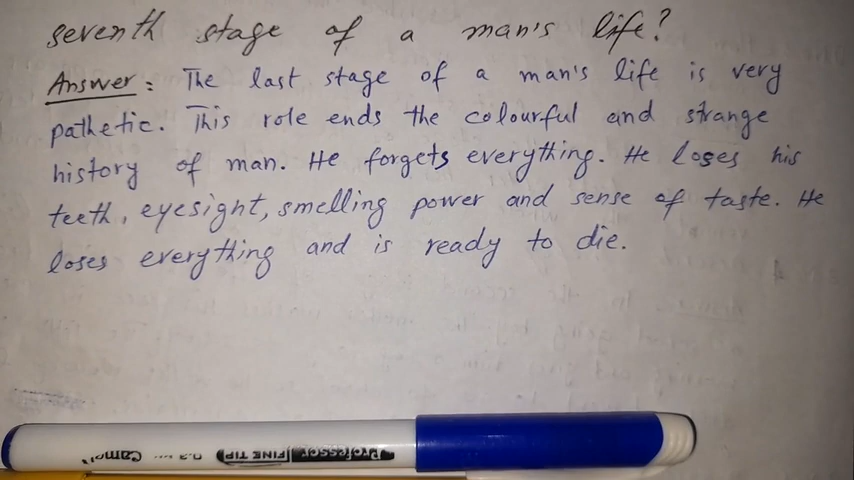 seventh stage of a man's life?
Answer: The last stage of a man's life is very
pathetic. This role ends the colourful and strange
history of man. He forgets everything. He loses his
teeth, eyesight, smelling power and sense of taste. He
loses everything and is ready to die.
Professor
FINE TIP
Camel